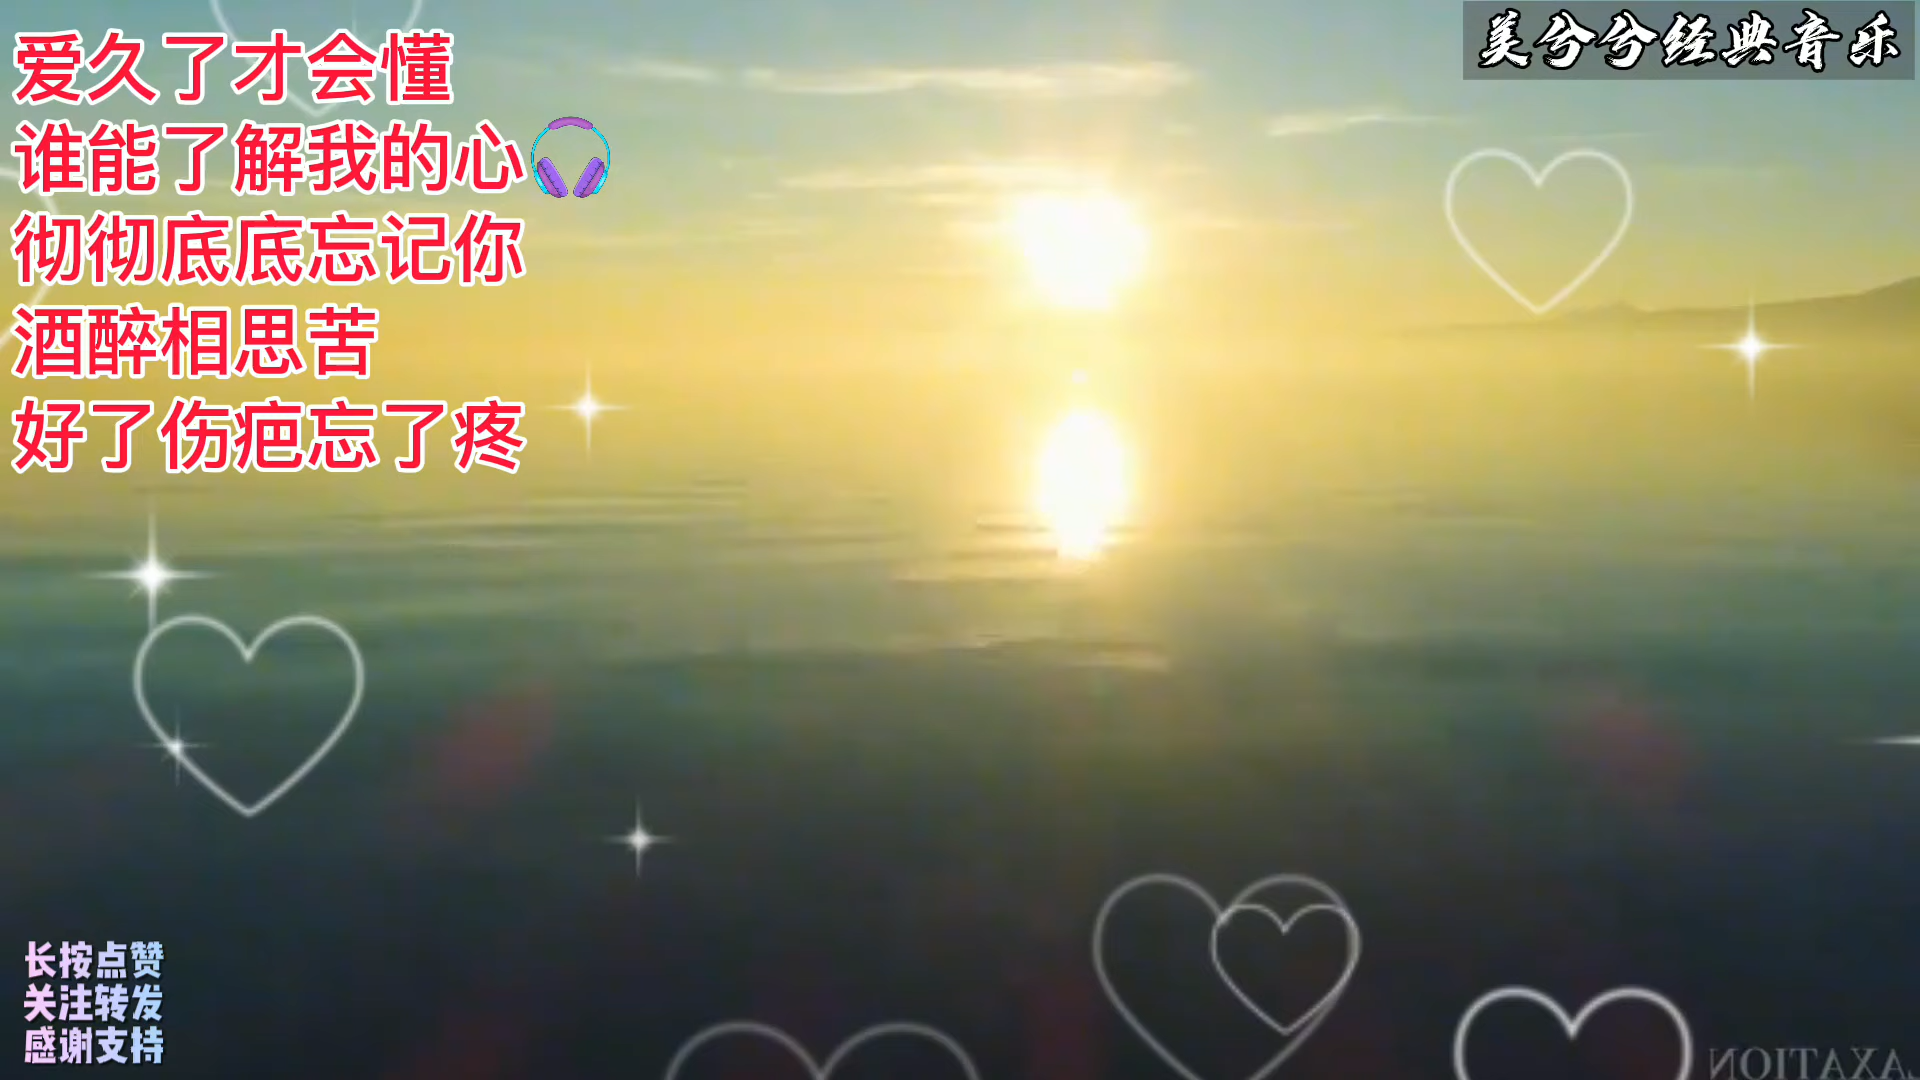 爱久了才会懂
谁能了解我的心
彻彻底底忘记你
酒醉相思苦
好了伤疤忘了疼
美兮兮经典音乐
长按点赞
关注转发
感谢支持